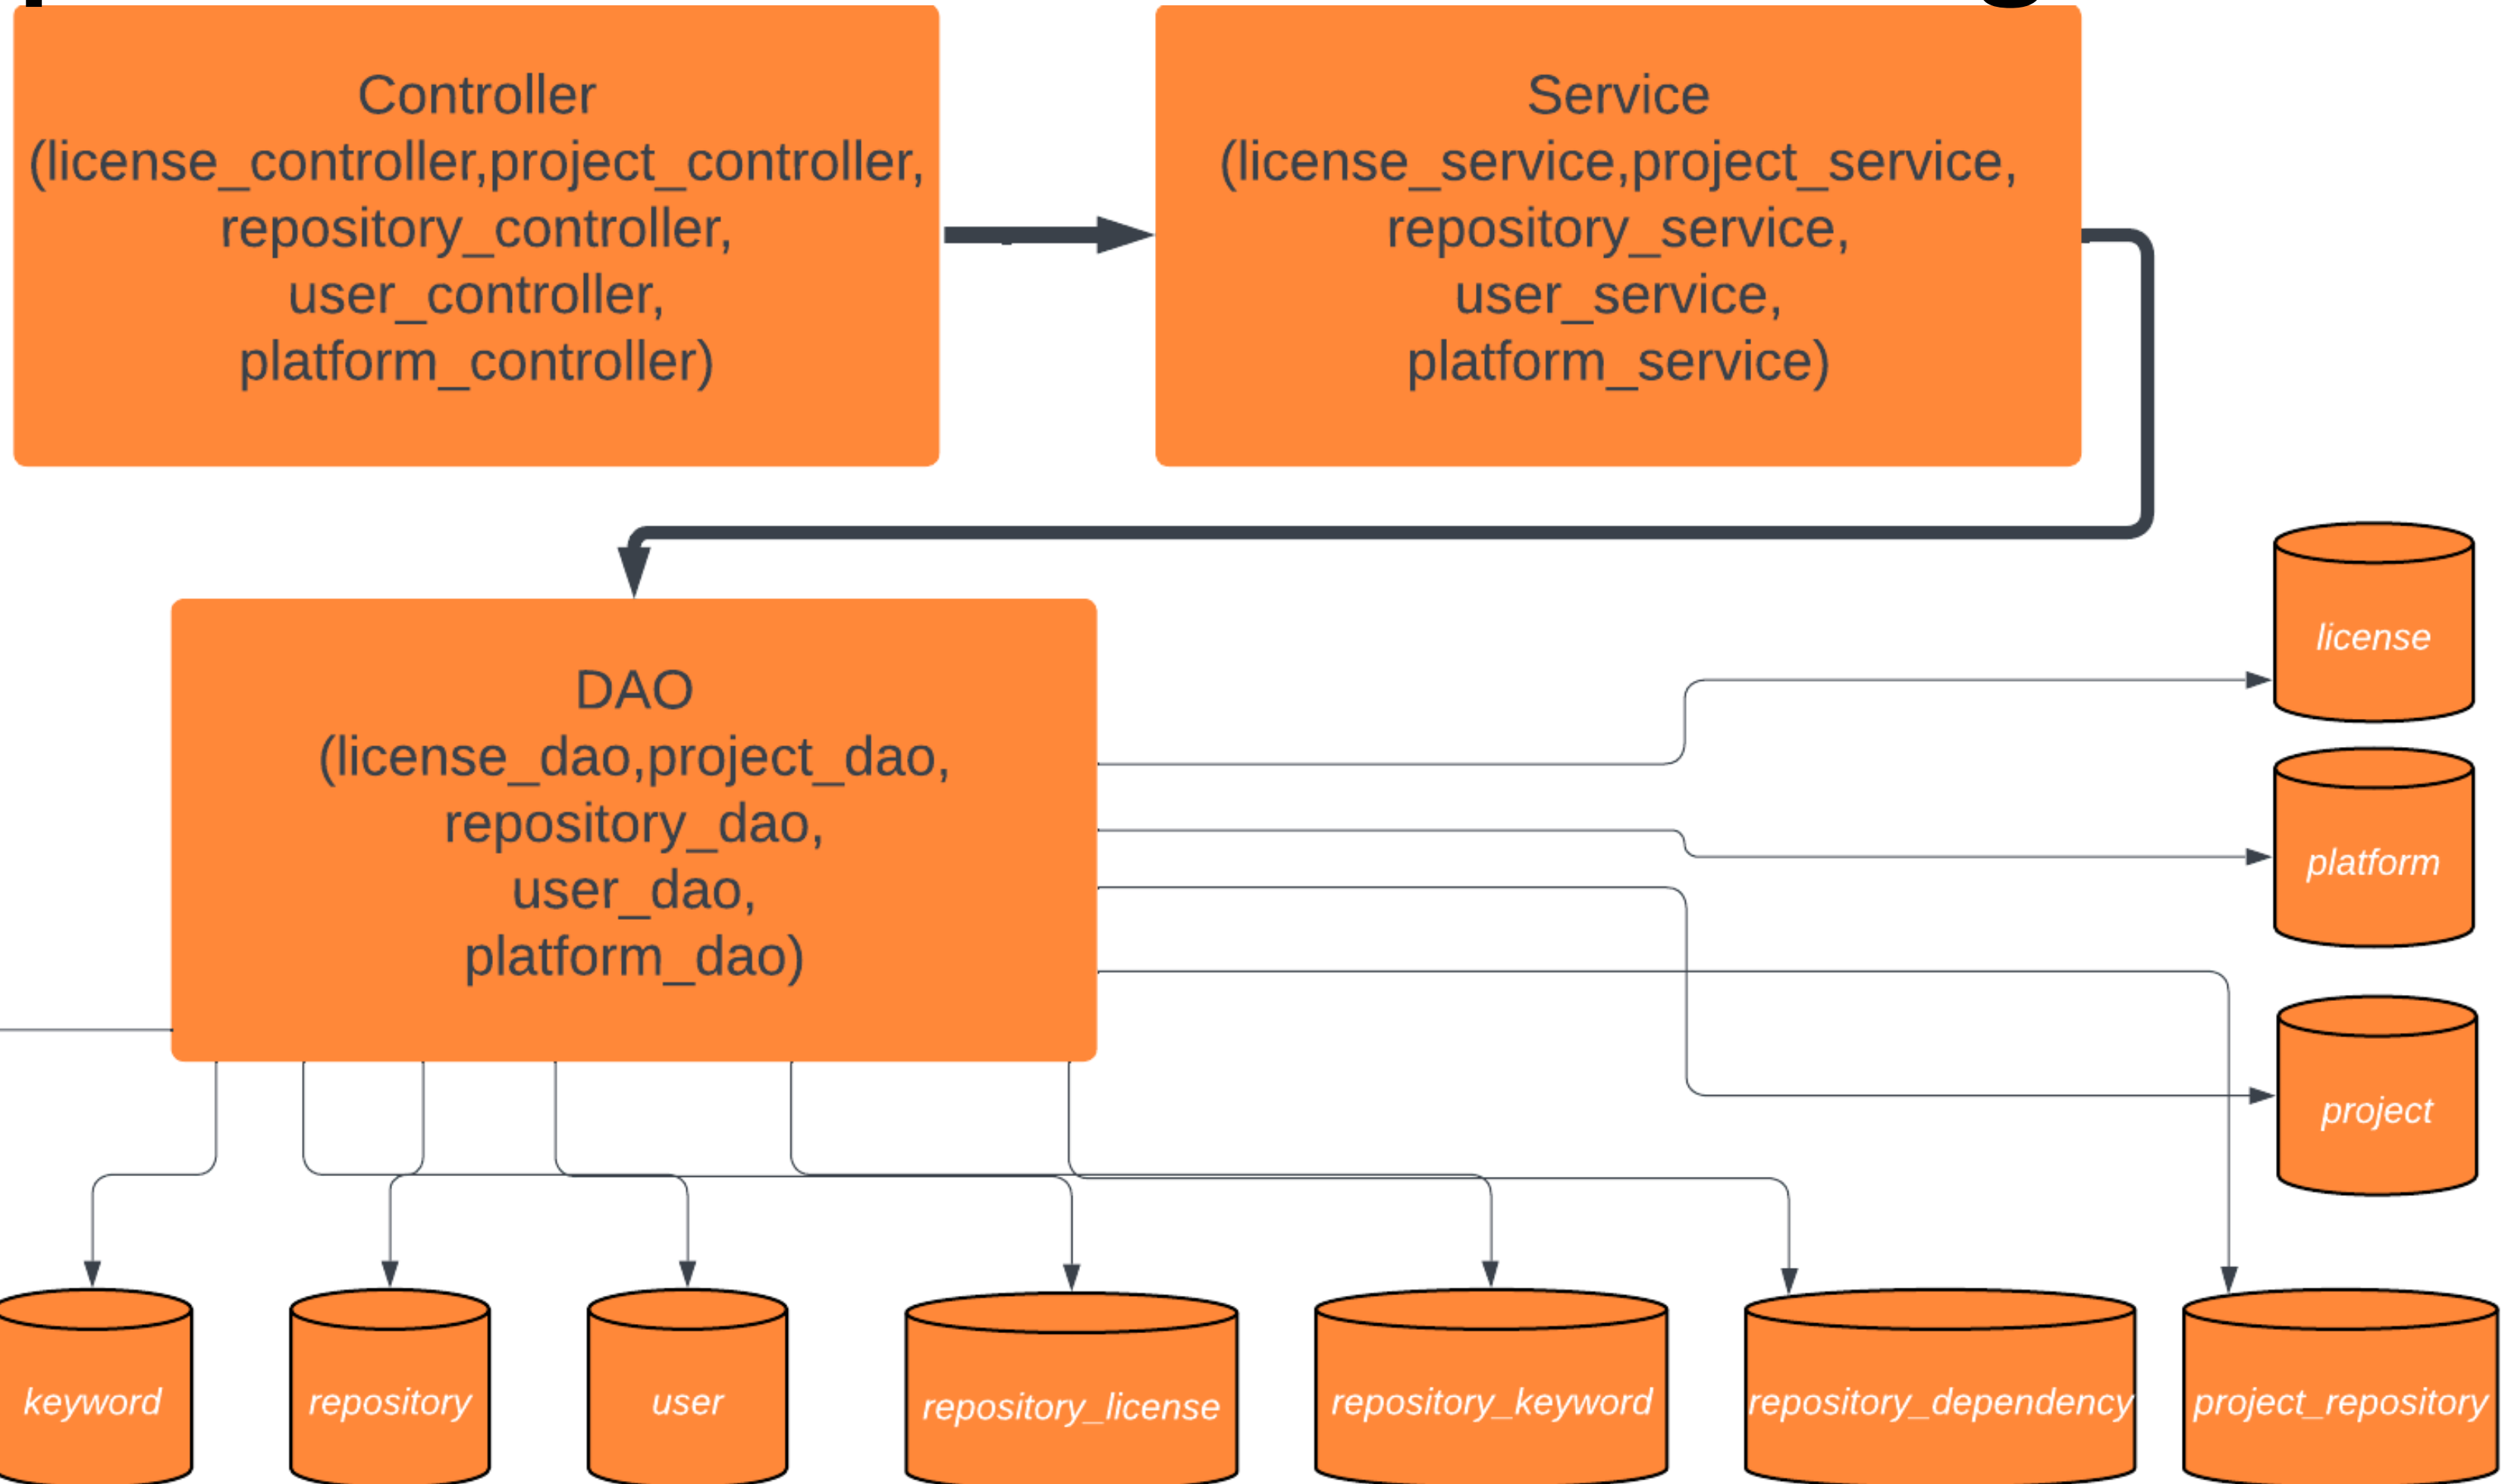 Controller
(license_controller,project_controller,
repository_controller,
user_controller,
platform_controller)
Service
(license_service,project_service,
repository_service,
user_service,
platform_service)
DAO
(license_dao,project_dao,
repository_dao,
user_dao,
platform_dao)
license
platform
project
keyword
repository
user
repository_license
repository_keyword
repository_dependency
project_repository